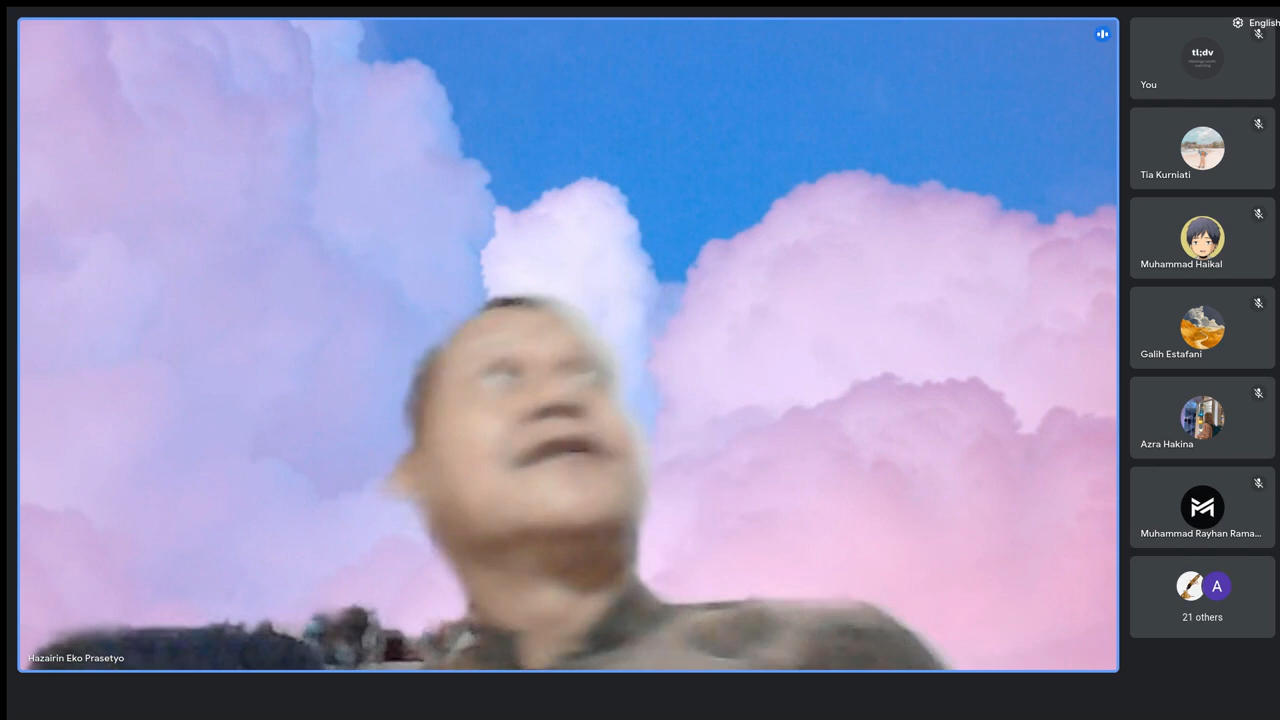 English
tl;dv
You
Tia Kurniati
Muhammad Haikal
Galih Estafani
Azra Hakina
Muhammad Rayhan Rama...
A
21 others
Hazairin Eko Prasetyo